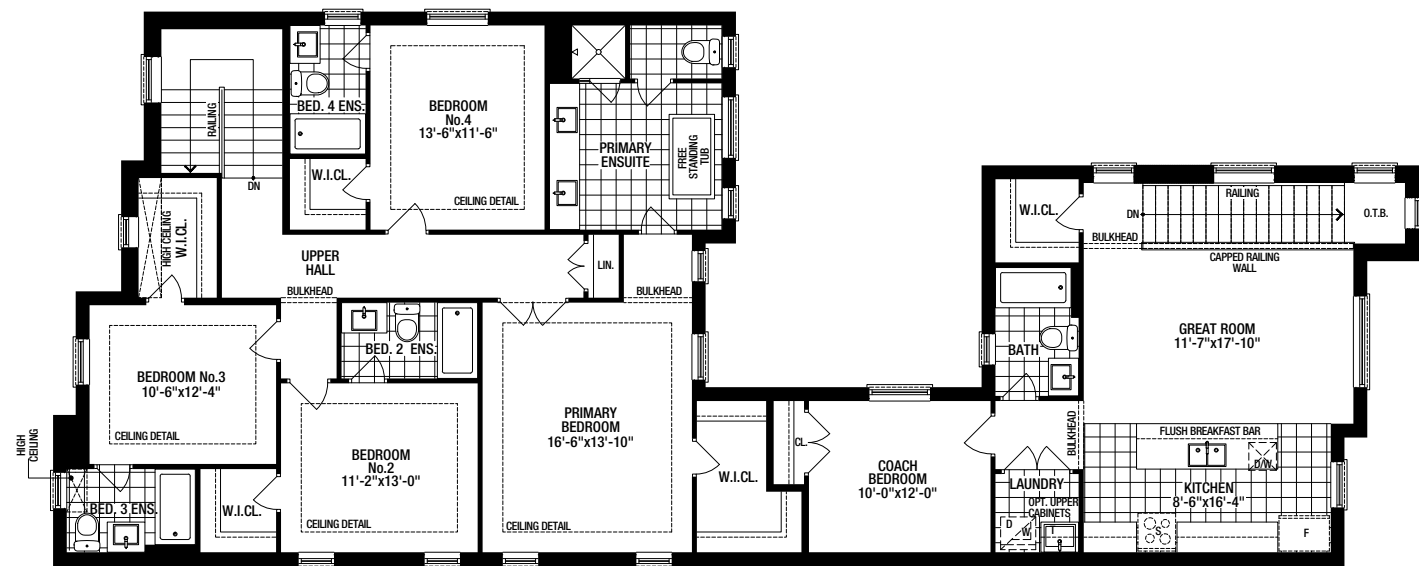 RAILING
DN
BED. 4 ENS.
W.I.CL.
BEDROOM
No.4
13'-6"x11'-6"
CEILING DETAIL
PRIMARY
ENSUITE
FREE
STANDING
TUB
HIGH CEILING
W.I.CL.
UPPER
HALL
BULKHEAD
LIN.
BULKHEAD
BED. 2 ENS.
BEDROOM No.3
10'-6"x12'-4"
CEILING DETAIL
HIGH
CEILING
BED. 3 ENS.
W.I.CL.
BEDROOM
No.2
11'-2"x13'-0"
CEILING DETAIL
PRIMARY
BEDROOM
16'-6"x13'-10"
CEILING DETAIL
W.I.CL.
CL.
COACH
BEDROOM
10'-0"x12'-0"
W.I.CL.
DN
RAILING
O.T.B.
BULKHEAD
CAPPED RAILING
WALL
BATH
GREAT ROOM
11'-7"x17'-10"
BULKHEAD
FLUSH BREAKFAST BAR
D/W
LAUNDRY
OPT. UPPER
CABINETS
D
W
KITCHEN
8'-6"x16'-4"
S
F